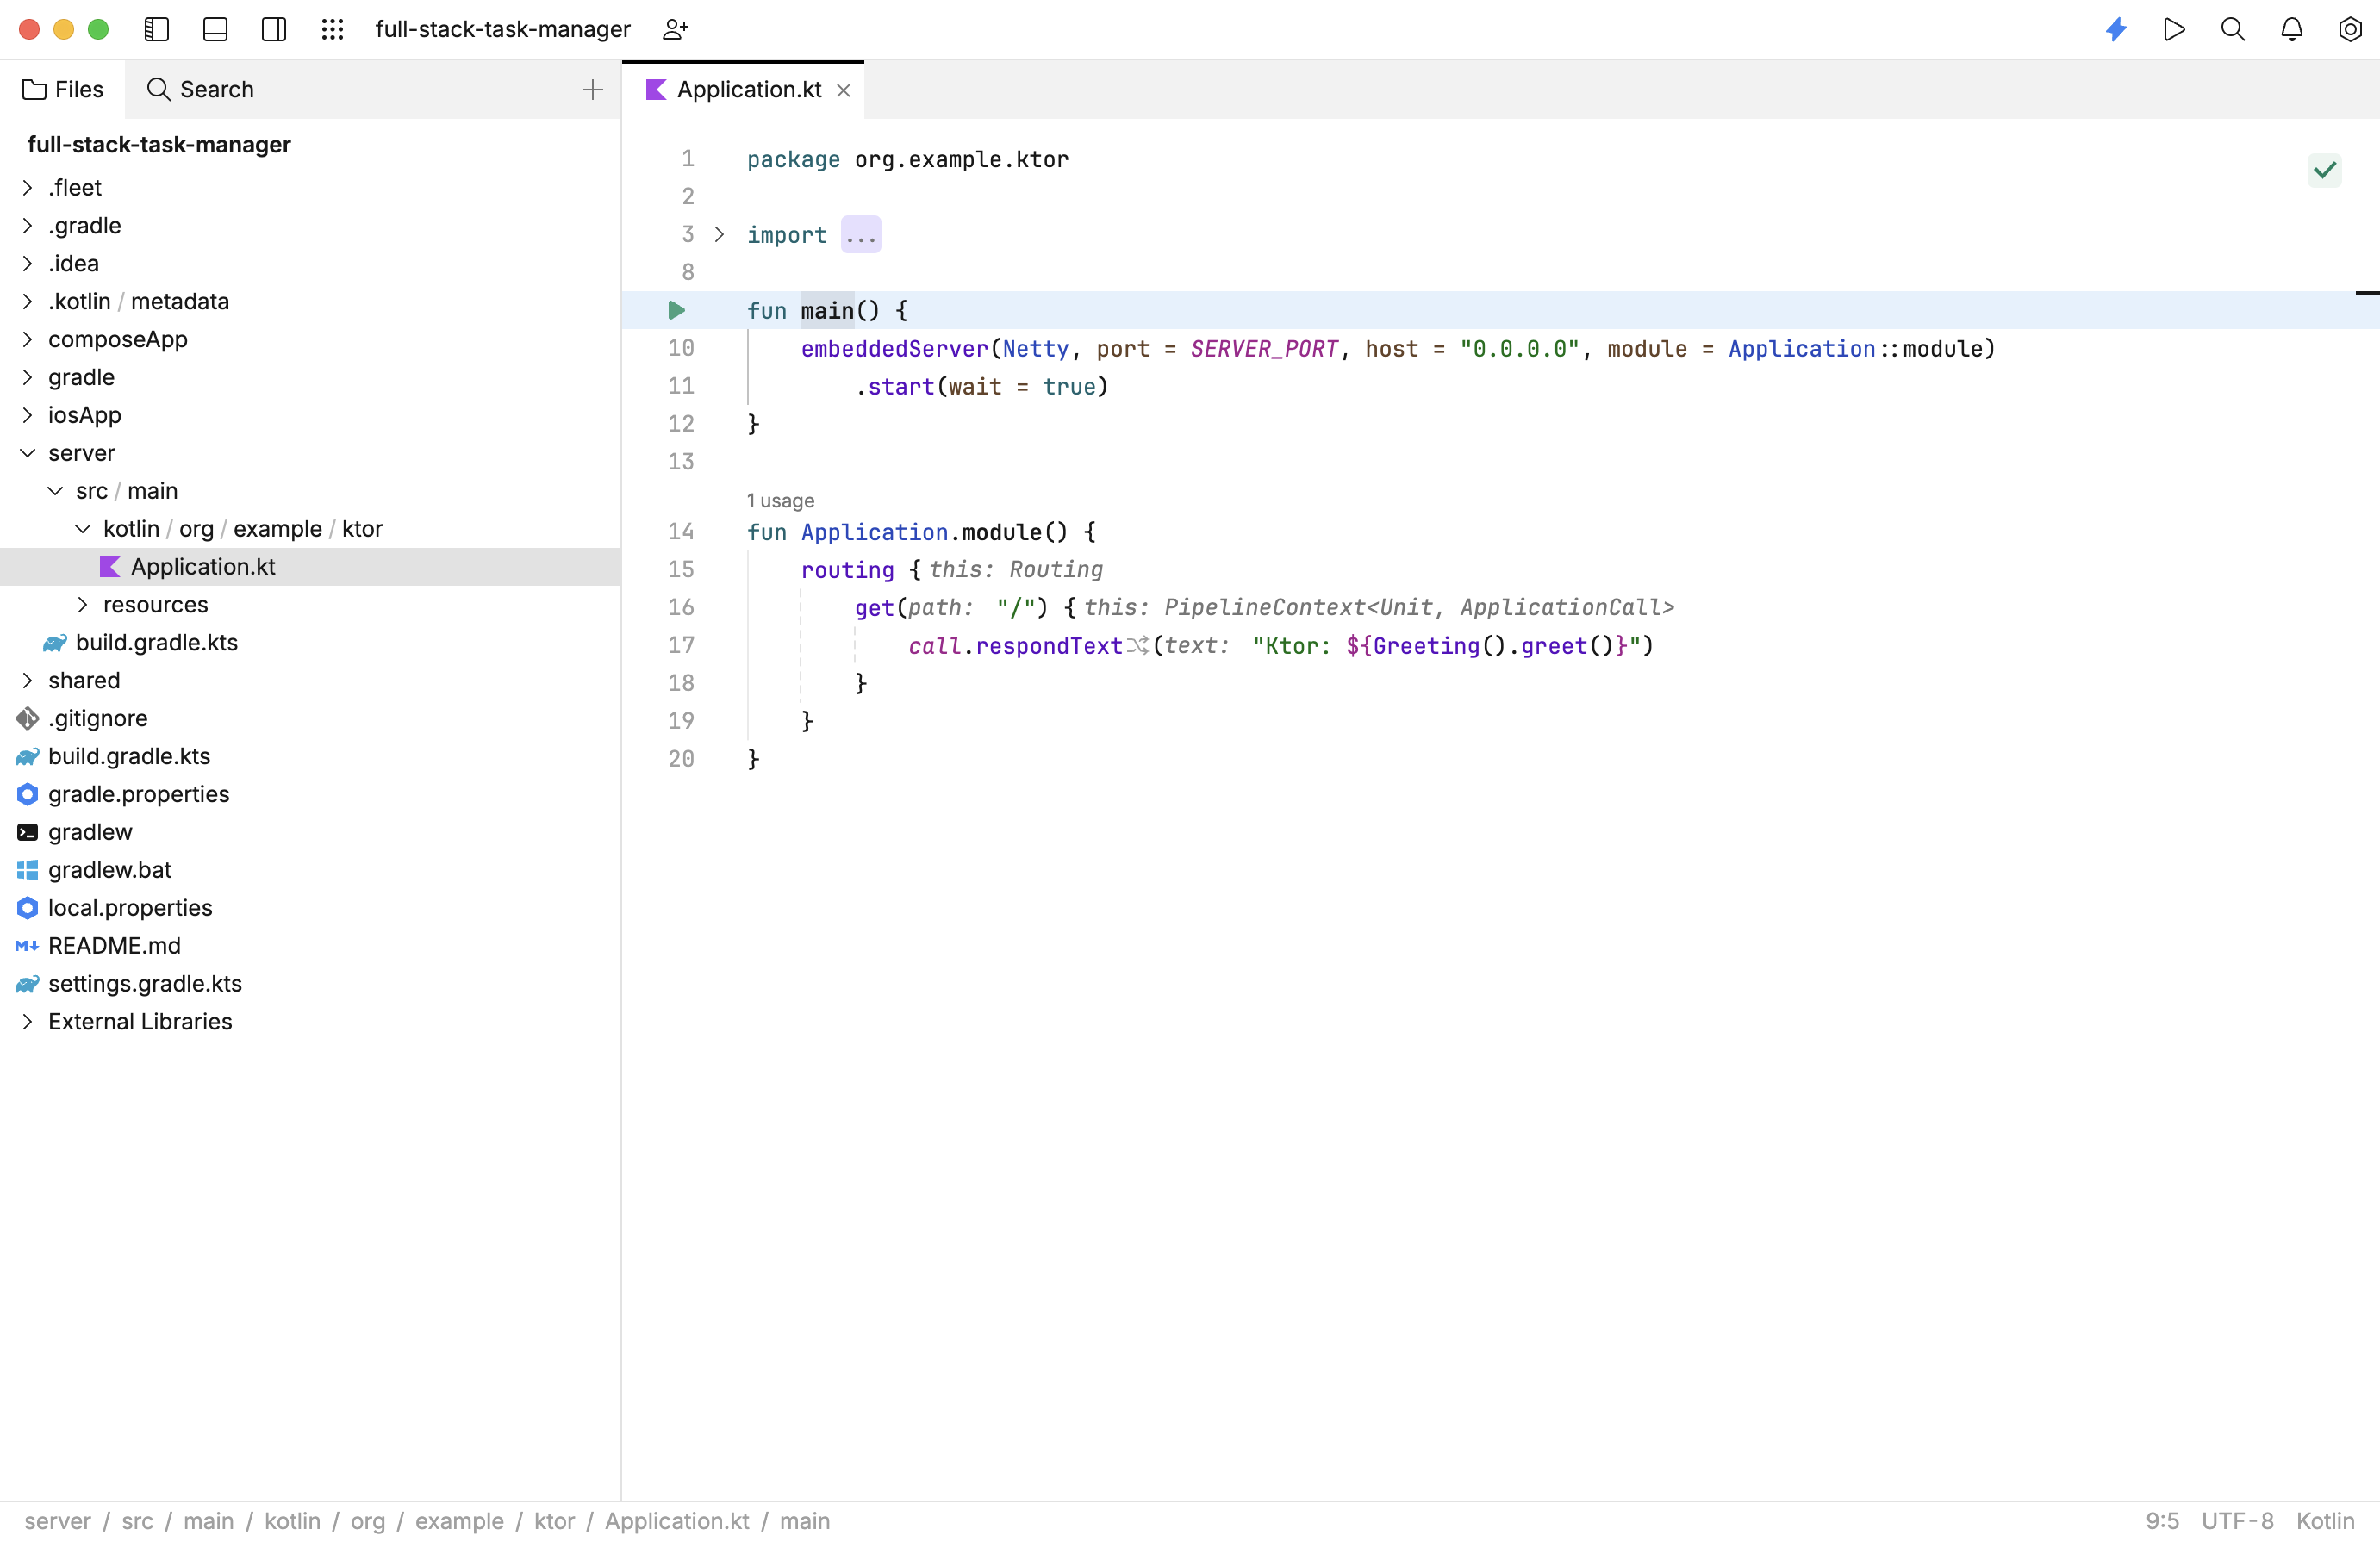 full-stack-task-manager
Files
Search
Application.kt
full-stack-task-manager
.fleet
.gradle
.idea
.kotlin / metadata
composeApp
gradle
iosApp
server
src / main
kotlin / org / example / ktor
Application.kt
resources
build.gradle.kts
shared
.gitignore
build.gradle.kts
gradle.properties
gradlew
gradlew.bat
local.properties
README.md
settings.gradle.kts
External Libraries
1 package org.example.ktor
2
3 import ...
8
fun main() {
10 embeddedServer(Netty, port = SERVER_PORT, host = "0.0.0.0", module = Application::module)
11 .start(wait = true)
12 }
13
1 usage
14 fun Application.module() {
15 routing { this: Routing
16 get(path: "/") { this: PipelineContext<Unit, ApplicationCall>
17 call.respondText(text: "Ktor: ${Greeting().greet()}")
18 }
19 }
20 }
server / src / main / kotlin / org / example / ktor / Application.kt / main
9:5 UTF-8 Kotlin